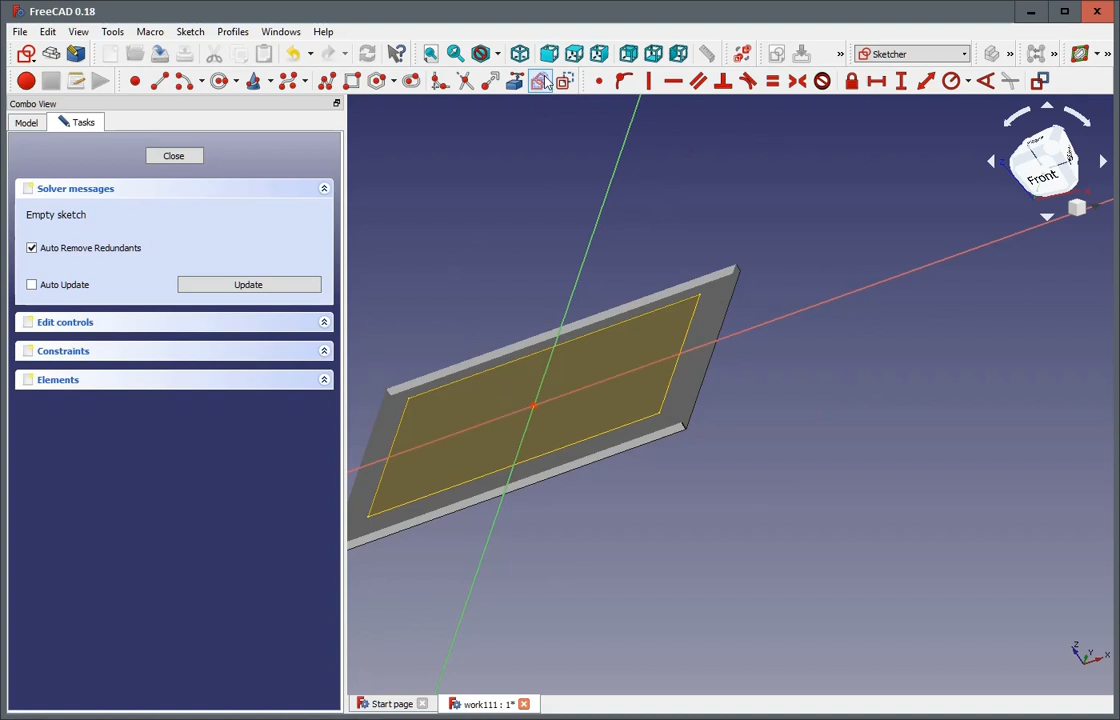 FreeCAD 0.18
File Edit View Tools Macro Sketch Profiles Windows Help
Sketcher
Combo View
Model Tasks
Close
Solver messages
Empty sketch
Auto Remove Redundants
Auto Update Update
Edit controls
Constraints
Elements
Front
Z
Y
X
Start page work111 : 1*